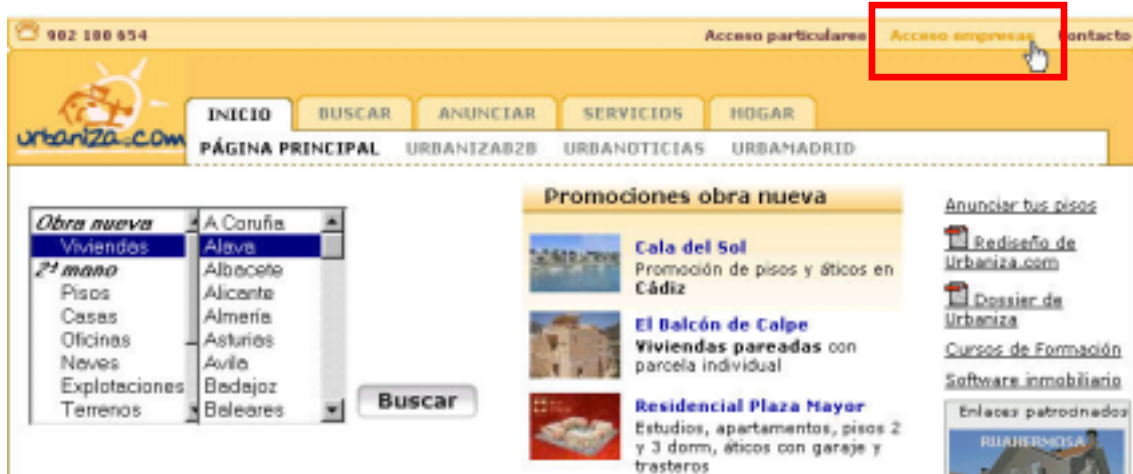 902 180 654
Acceso particulares Acceso empresas Contacto
urbaniza.com
INICIO BUSCAR ANUNCIAR SERVICIOS HOGAR
PÁGINA PRINCIPAL URBANIZAB2B URBANOTICIAS URBAMADRID
Obra nueva
Viviendas
2ª mano
Pisos
Casas
Oficinas
Naves
Explotaciones
Terrenos
A Coruña
Alava
Albacete
Alicante
Almería
Asturias
Avila
Badajoz
Baleares
Buscar
Promociones obra nueva
Cala del Sol
Promoción de pisos y áticos en
Cádiz
El Balcón de Calpe
Viviendas pareadas con
parcela individual
Residencial Plaza Mayor
Estudios, apartamentos, pisos 2
y 3 dorm, áticos con garaje y
trasteros
Anunciar tus pisos
Rediseño de
Urbaniza.com
Dossier de
Urbaniza
Cursos de Formación
Software inmobiliario
Enlaces patrocinados
RUAHERMOSA